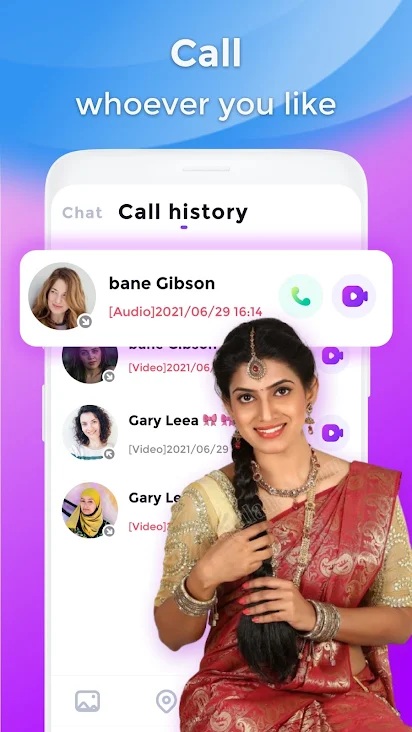 Call
whoever you like
Chat Call history
bane Gibson
[Audio]2021/06/29 16:14
bane Gibson
[Video]2021/06/
Gary Leea 🎀🎀
[Video]2021/06/29
Gary Le
[Video]